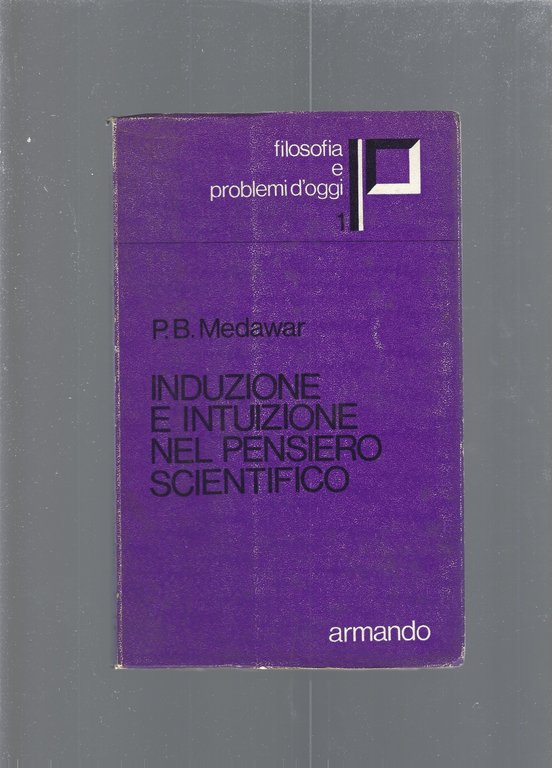 filosofia
e
problemi d'oggi
1
P.B. Medawar
INDUZIONE
E INTUIZIONE
NEL PENSIERO
SCIENTIFICO
armando